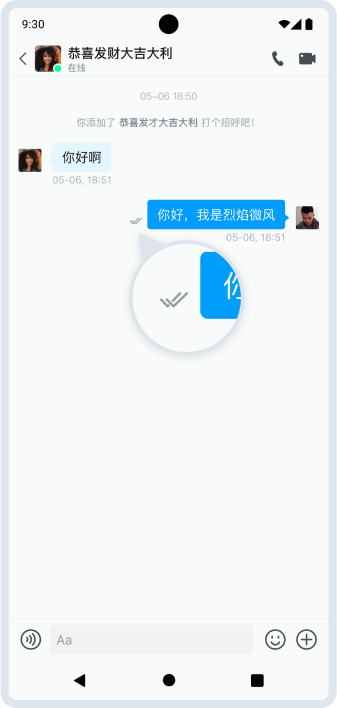 9:30
恭喜发财大吉大利
在线
05-06 18:50
你添加了 恭喜发才大吉大利 打个招呼吧!
你好啊
05-06, 18:51
你好，我是烈焰微风
05-06, 18:51
你
Aa